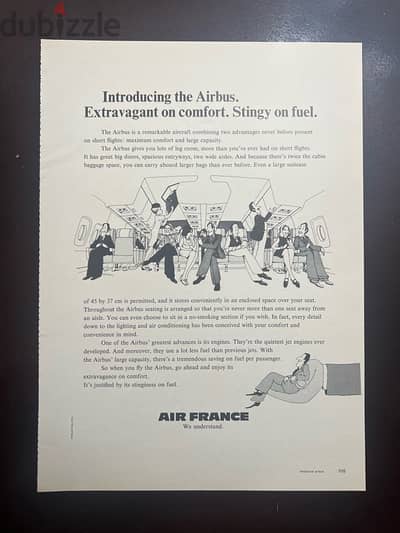 dubizzle
Introducing the Airbus.
Extravagant on comfort. Stingy on fuel.
The Airbus is a remarkable aircraft combining two advantages never before present
on short flights: maximum comfort and large capacity.
The Airbus gives you lots of leg room, more than you've ever had on short flights.
It has great big doors, spacious entryways, two wide aisles. And because there's twice the cabin
baggage space, you can carry aboard larger bags than ever before. Even a large suitcase
of 45 by 37 cm is permitted, and it stores conveniently in an enclosed space over your seat.
Throughout the Airbus seating is arranged so that you're never more than one seat away from
an aisle. You can even choose to sit in a no-smoking section if you wish. In fact, every detail
down to the lighting and air conditioning has been conceived with your comfort and
convenience in mind.
One of the Airbus' greatest advances is its engines. They're the quietest jet engines ever
developed. And moreover, they use a lot less fuel than previous jets. With
the Airbus' large capacity, there's a tremendous saving on fuel per passenger.
So when you fly the Airbus, go ahead and enjoy its
extravagance on comfort.
It's justified by its stinginess on fuel.
AIR FRANCE
We understand.